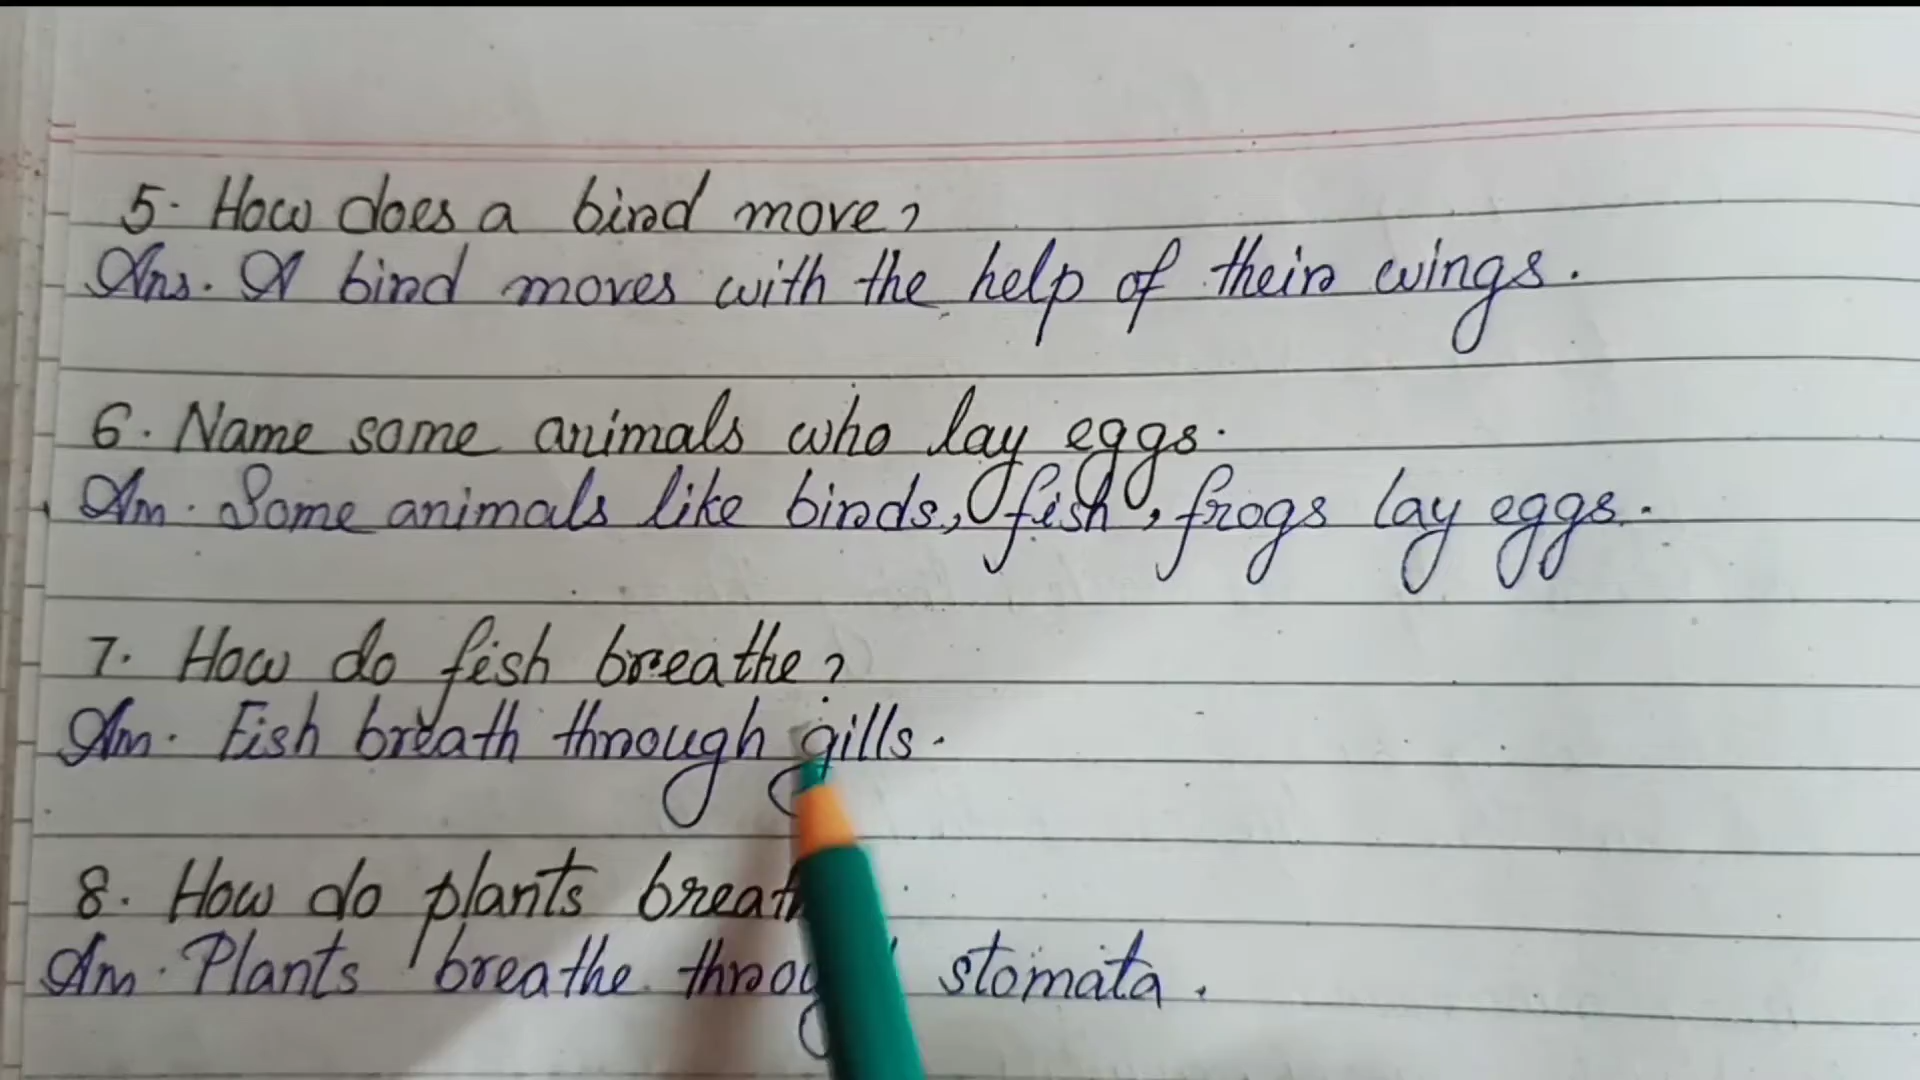 5. How does a bird move?
Ans. A bird moves with the help of their wings.
6. Name some animals who lay eggs.
Ans. Some animals like birds, fish, frogs lay eggs.
7. How do fish breathe?
Ans. Fish breath through gills.
8. How do plants
Ans. Plants breathe stomata.